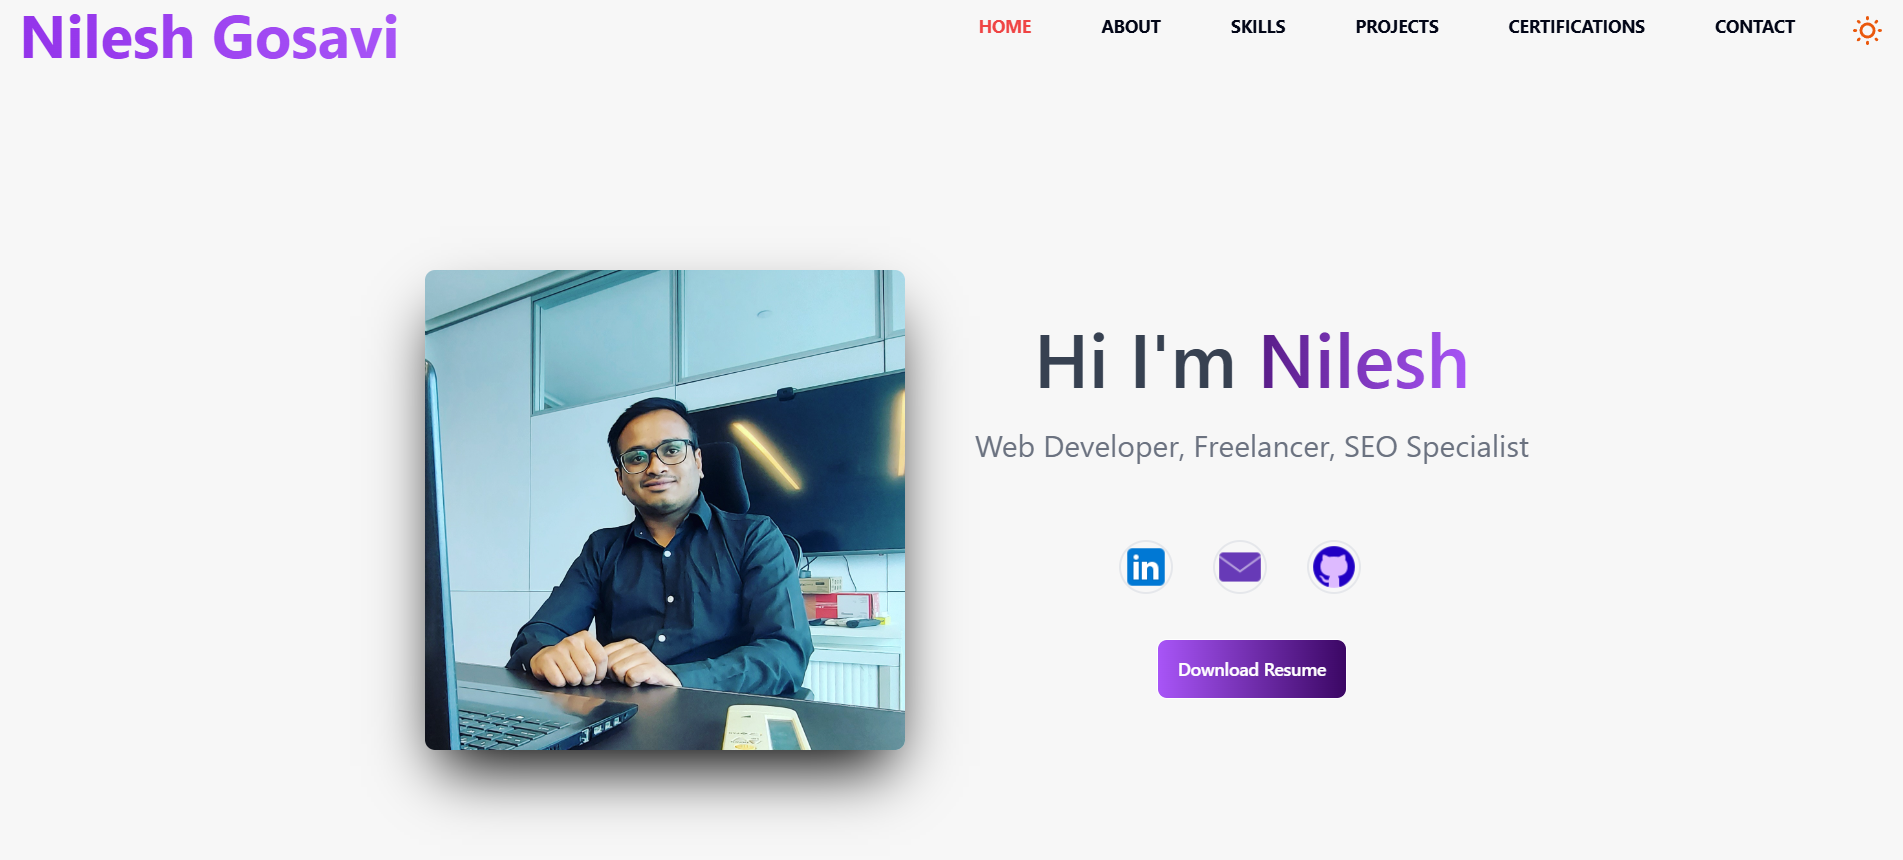 Nilesh Gosavi
HOME ABOUT SKILLS PROJECTS CERTIFICATIONS CONTACT
Hi I'm Nilesh
Web Developer, Freelancer, SEO Specialist
in
Download Resume